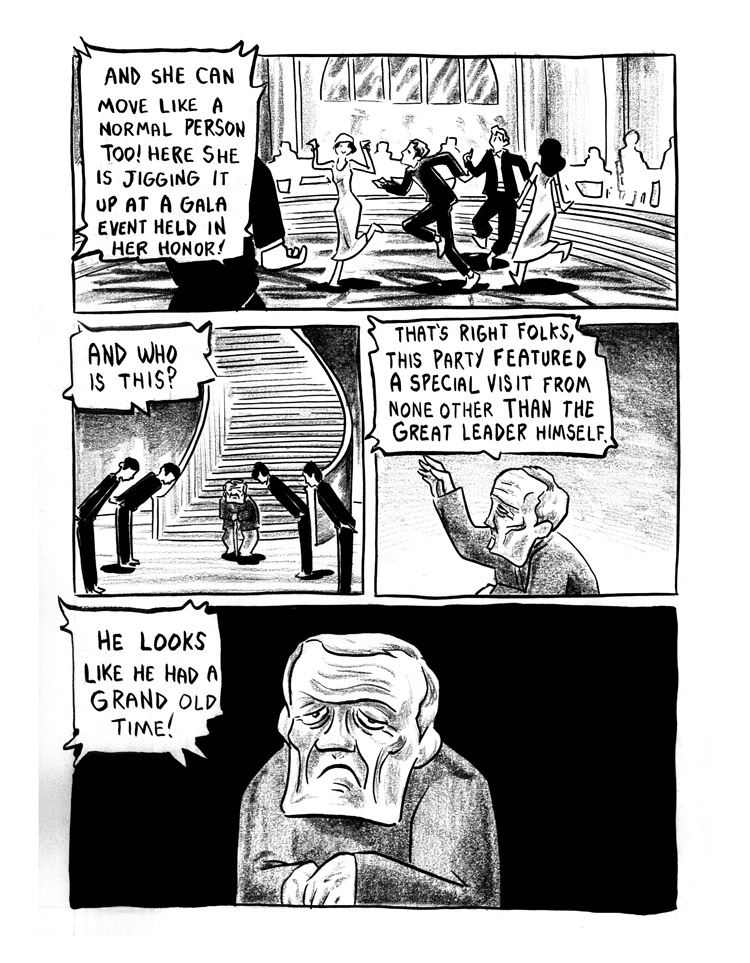 AND SHE CAN
MOVE LIKE A
NORMAL PERSON
TOO! HERE SHE
IS JIGGING IT
UP AT A GALA
EVENT HELD IN
HER HONOR!
AND WHO
IS THIS?
THAT'S RIGHT FOLKS,
THIS PARTY FEATURED
A SPECIAL VISIT FROM
NONE OTHER THAN THE
GREAT LEADER HIMSELF.
HE LOOKS
LIKE HE HAD A
GRAND OLD
TIME!